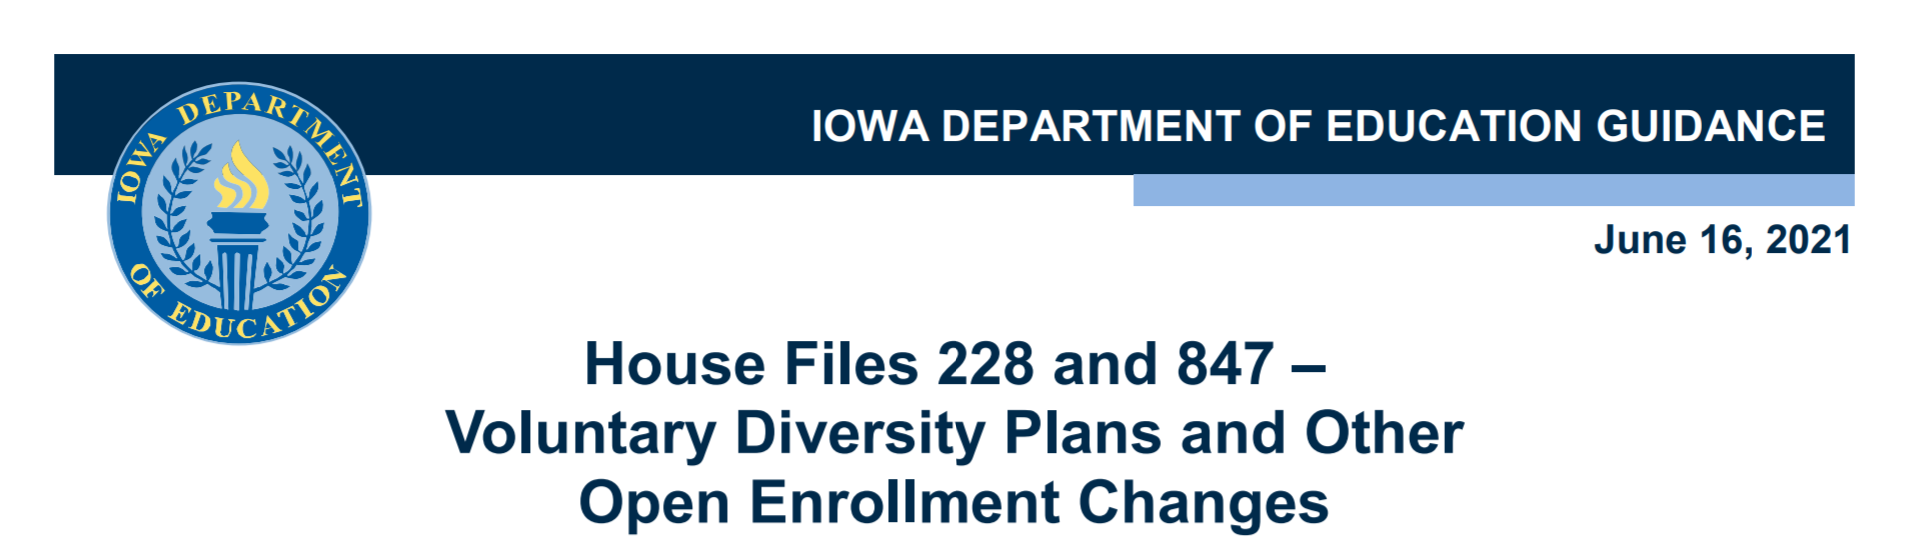 IOWA DEPARTMENT OF EDUCATION GUIDANCE
IOWA DEPARTMENT
OF EDUCATION
June 16, 2021
House Files 228 and 847 –
Voluntary Diversity Plans and Other
Open Enrollment Changes